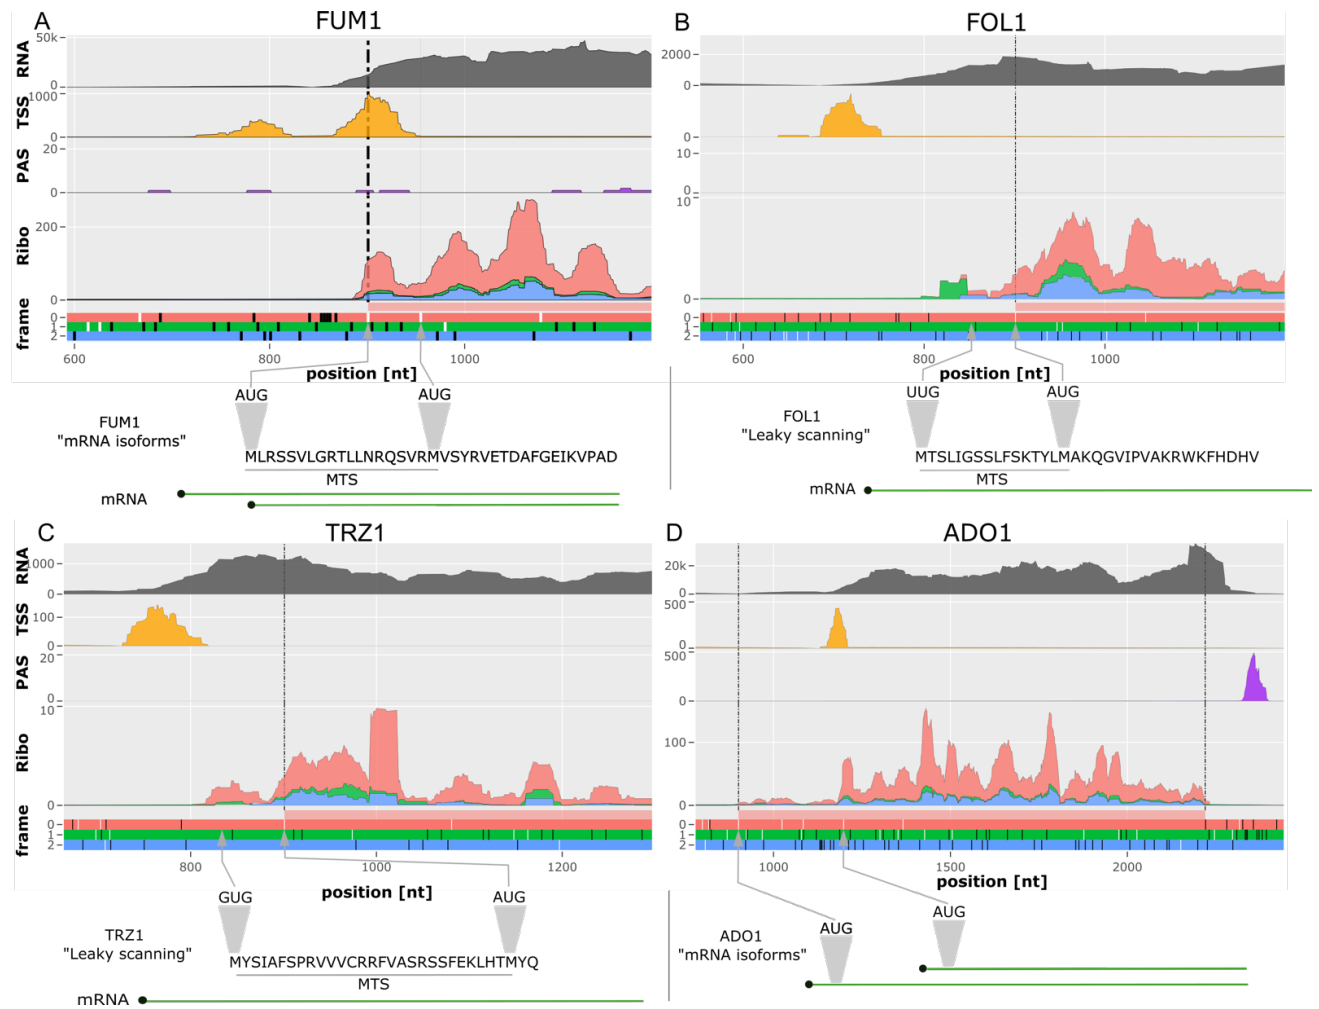 A
FUM1
RNA
50k
0
TSS
1000
0
PAS
20
0
Ribo
200
0
frame
0
1
2
600
800
1000
position [nt]
AUG
AUG
FUM1
"mRNA isoforms"
MLRSSVLGRTLLNRQSVRMVSYRVETDAFGEIKVPAD
MTS
mRNA
B
FOL1
2000
0
0
10
0
10
0
0
1
2
600
800
1000
position [nt]
UUG
AUG
FOL1
"Leaky scanning"
MTSLIGSSLFSKTYLMAKQGVIPVAKRWKFHDHV
MTS
mRNA
C
TRZ1
RNA
1000
0
TSS
100
0
PAS
20
0
Ribo
10
0
frame
0
1
2
800
1000
1200
position [nt]
GUG
AUG
TRZ1
"Leaky scanning"
MYSIAFSPRVVVCRRFVASRSSFEKLHTMYQ
MTS
mRNA
D
ADO1
20k
0
500
0
500
0
100
0
0
1
2
1000
1500
2000
position [nt]
AUG
AUG
ADO1
"mRNA isoforms"